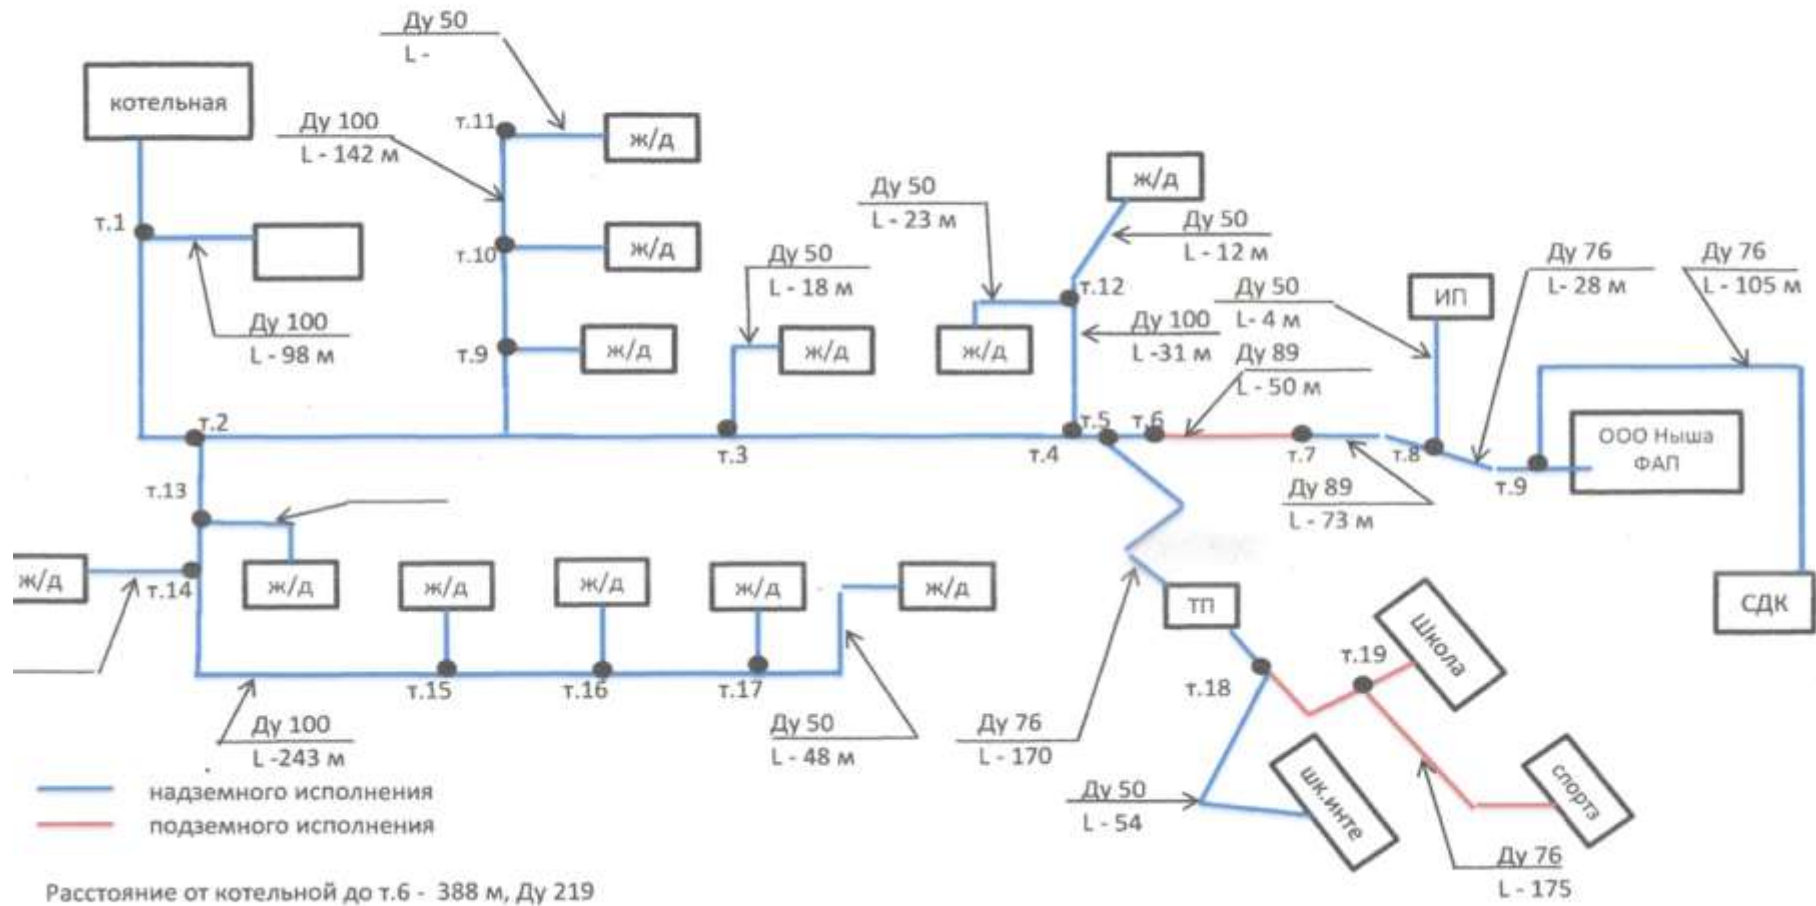 Ду 50
L -
котельная
Ду 100
L - 142 м
т.11
ж/д
т.1
т.10
ж/д
Ду 100
L - 98 м
т.9
ж/д
Ду 50
L - 18 м
ж/д
Ду 50
L - 23 м
ж/д
ж/д
Ду 50
L - 12 м
т.12
Ду 100
L -31 м
Ду 50
L- 4 м
Ду 89
L - 50 м
ИП
Ду 76
L- 28 м
Ду 76
L - 105 м
т.2
т.3
т.4
т.5
т.6
т.7
т.8
т.9
ООО Ныша
ФАП
Ду 89
L - 73 м
СДК
т.13
ж/д
т.14
ж/д
ж/д
ж/д
ж/д
ж/д
т.15
т.16
т.17
Ду 100
L -243 м
Ду 50
L - 48 м
ТП
Ду 76
L - 170
т.18
т.19
Школа
Ду 50
L - 54
шк.инте
спортз
Ду 76
L - 175
надземного исполнения
подземного исполнения
Расстояние от котельной до т.6 - 388 м, Ду 219